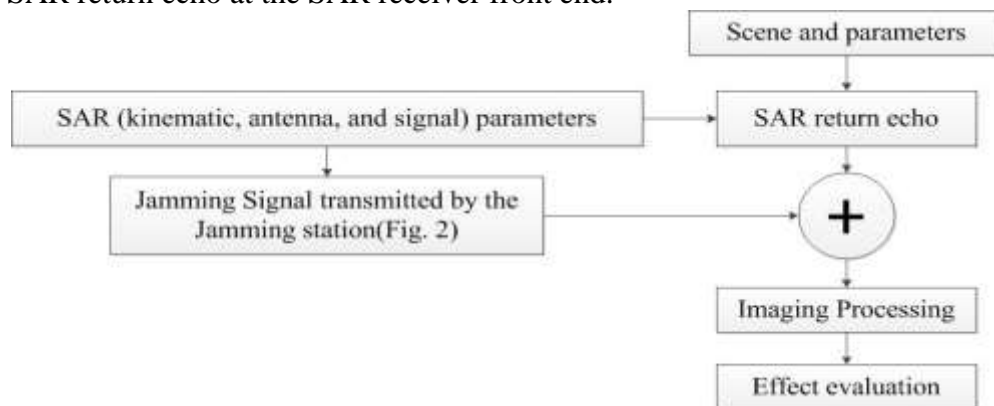 SAR return echo at the SAR receiver front end.
Scene and parameters
SAR (kinematic, antenna, and signal) parameters
SAR return echo
Jamming Signal transmitted by the
Jamming station(Fig. 2)
+
Imaging Processing
Effect evaluation